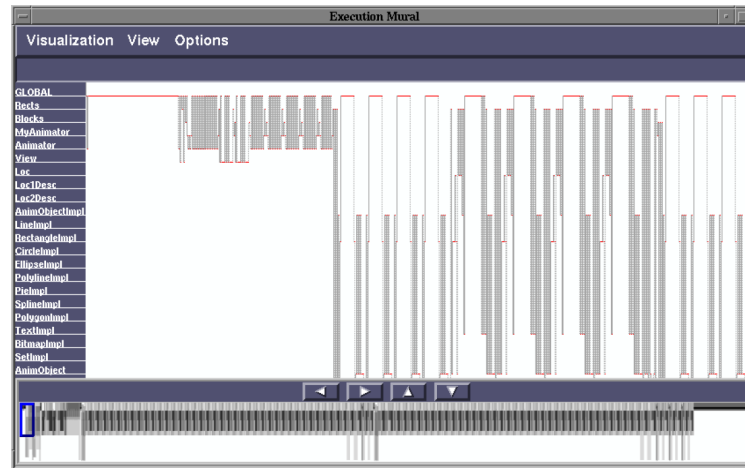 Execution Mural
Visualization View Options
GLOBAL
Rects
Blocks
MyAnimator
Animator
View
Loc
Loc1Desc
Loc2Desc
AnimObjectImpl
LineImpl
RectangleImpl
CircleImpl
EllipseImpl
PolylineImpl
PieImpl
SplineImpl
PolygonImpl
TextImpl
BitmapImpl
SetImpl
AnimObject